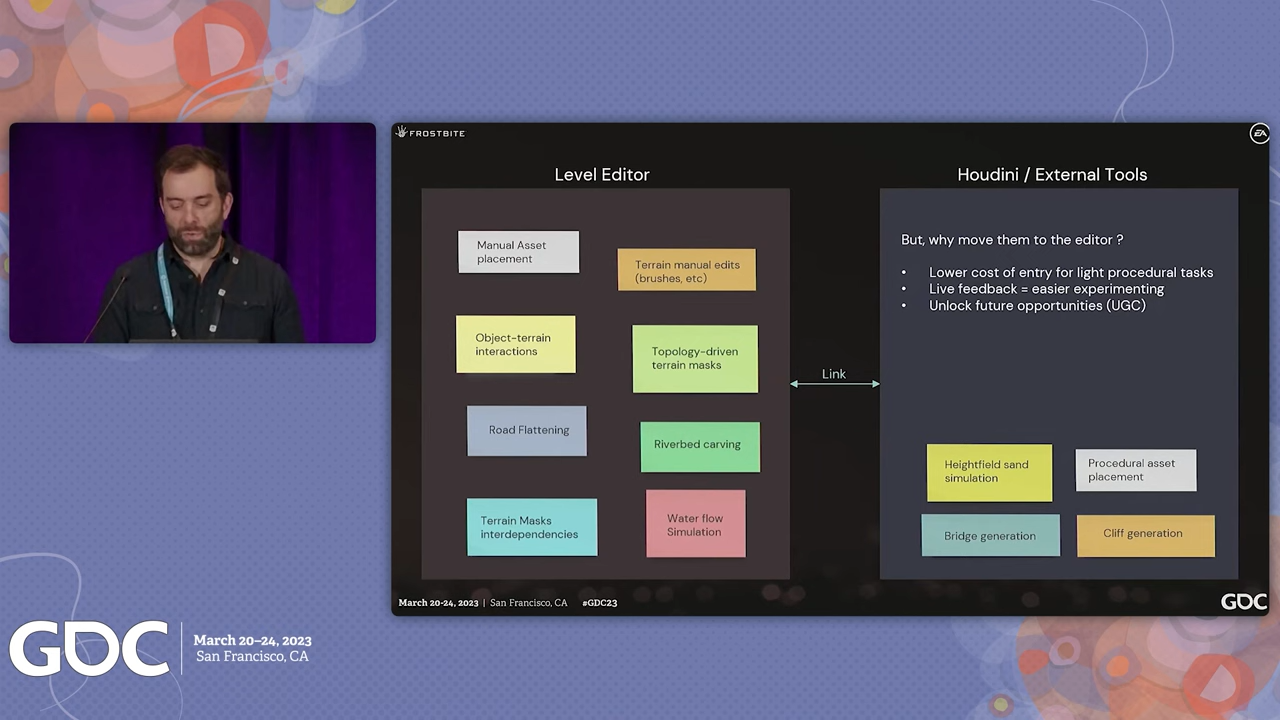 FROSTBITE
EA
Level Editor
Houdini / External Tools
Manual Asset
placement
Terrain manual edits
(brushes, etc)
Object-terrain
interactions
Topology-driven
terrain masks
Road Flattening
Riverbed carving
Terrain Masks
interdependencies
Water flow
Simulation
Link
But, why move them to the editor ?
• Lower cost of entry for light procedural tasks
• Live feedback = easier experimenting
• Unlock future opportunities (UGC)
Heightfield sand
simulation
Procedural asset
placement
Bridge generation
Cliff generation
March 20-24, 2023 | San Francisco, CA #GDC23
GDC
GDC
March 20–24, 2023
San Francisco, CA